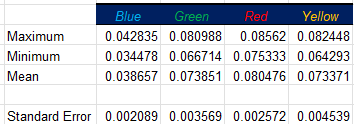 Blue Green Red Yellow
Maximum 0.042835 0.080988 0.08562 0.082448
Minimum 0.034478 0.066714 0.075333 0.064293
Mean 0.038657 0.073851 0.080476 0.073371
Standard Error 0.002089 0.003569 0.002572 0.004539